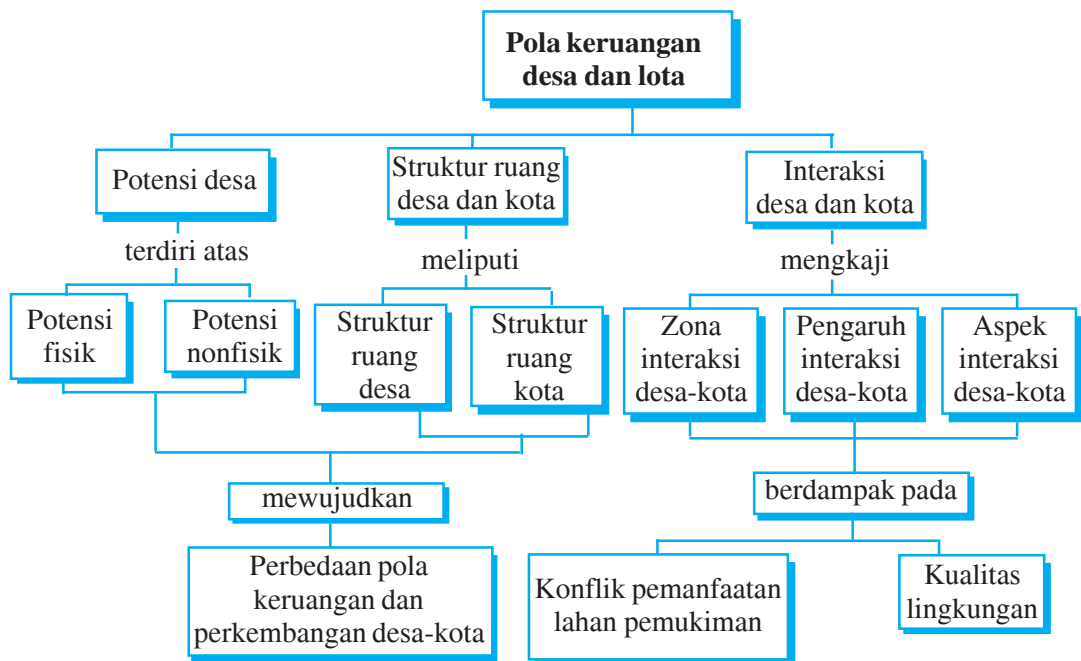 Pola keruangan
desa dan lota
Potensi desa
Struktur ruang
desa dan kota
Interaksi
desa dan kota
terdiri atas
meliputi
mengkaji
Potensi
fisik
Potensi
nonfisik
Struktur
ruang
desa
Struktur
ruang
kota
Zona
interaksi
desa-kota
Pengaruh
interaksi
desa-kota
Aspek
interaksi
desa-kota
mewujudkan
berdampak pada
Perbedaan pola
keruangan dan
perkembangan desa-kota
Konflik pemanfaatan
lahan pemukiman
Kualitas
lingkungan